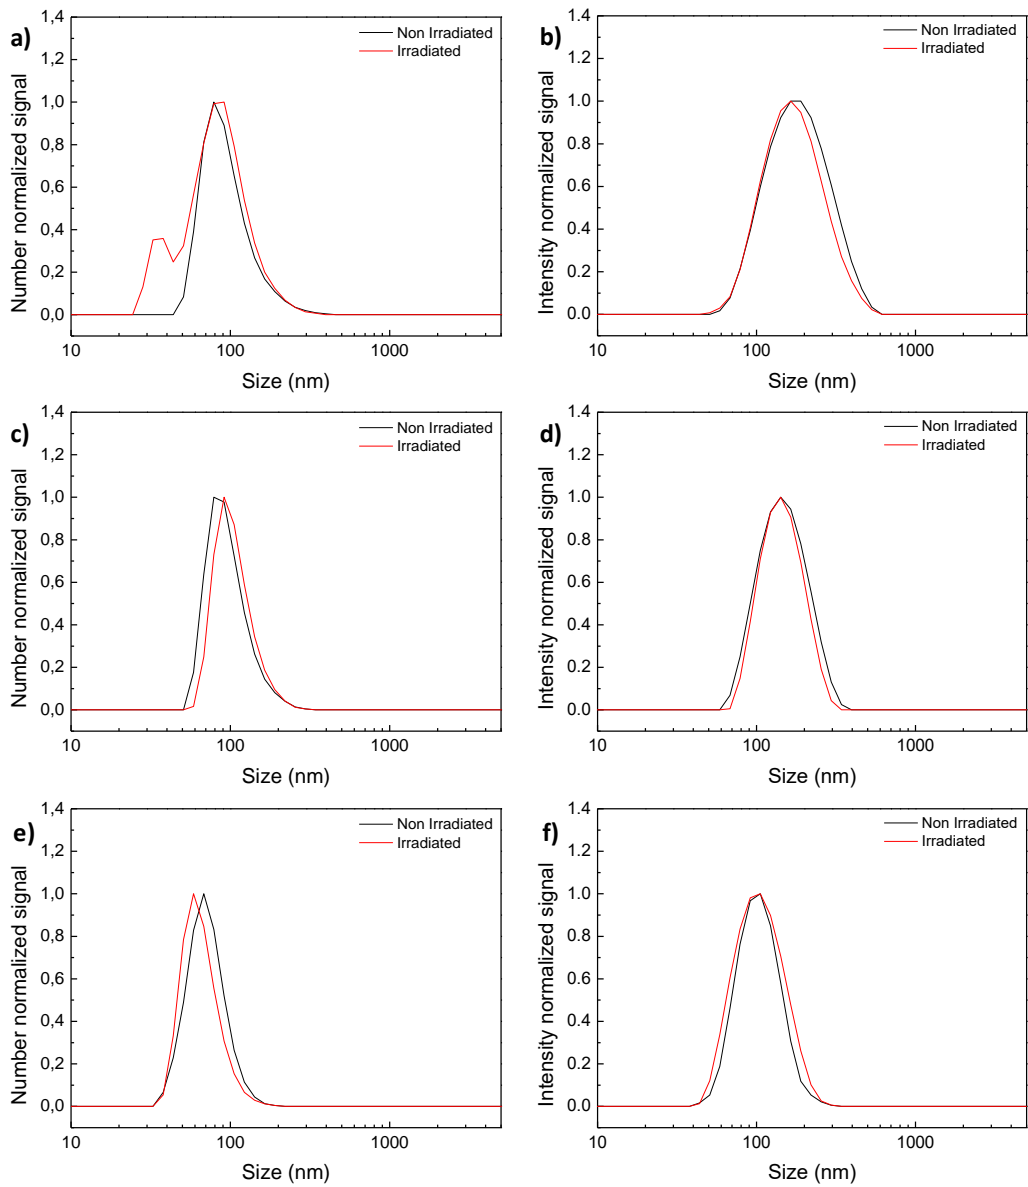 a)
Number normalized signal
1,4
1,2
1,0
0,8
0,6
0,4
0,2
0,0
Non Irradiated
Irradiated
10
100
1000
Size (nm)
b)
Intensity normalized signal
1.4
1.2
1.0
0.8
0.6
0.4
0.2
0.0
Non Irradiated
Irradiated
10
100
1000
Size (nm)
c)
Number normalized signal
1,4
1,2
1,0
0,8
0,6
0,4
0,2
0,0
Non Irradiated
Irradiated
10
100
1000
Size (nm)
d)
Intensity normalized signal
1.4
1.2
1.0
0.8
0.6
0.4
0.2
0.0
Non Irradiated
Irradiated
10
100
1000
Size (nm)
e)
Number normalized signal
1,4
1,2
1,0
0,8
0,6
0,4
0,2
0,0
Non Irradiated
Irradiated
10
100
1000
Size (nm)
f)
Intensity normalized signal
1.4
1.2
1.0
0.8
0.6
0.4
0.2
0.0
Non Irradiated
Irradiated
10
100
1000
Size (nm)